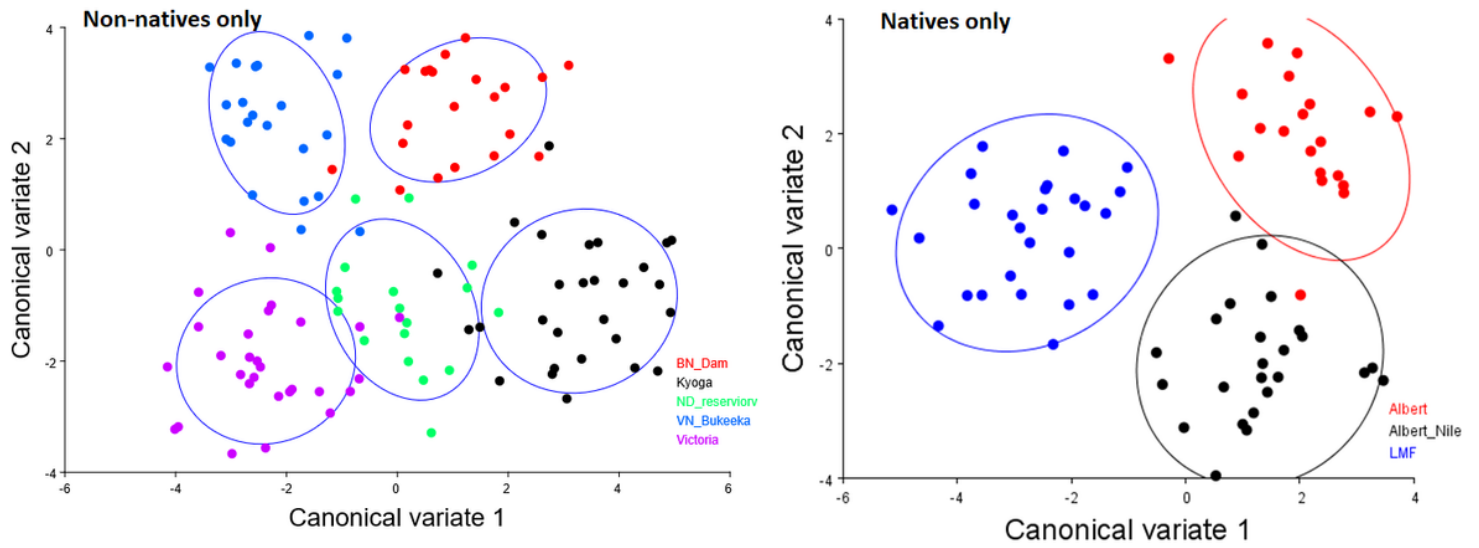 Non-natives only
4
2
0
-2
-4
-6
-4
-2
0
2
4
6
Canonical variate 2
Canonical variate 1
BN_Dam
Kyoga
ND_reserviorv
VN_Bukeeka
Victoria
Natives only
4
2
0
-2
-4
-6
-4
-2
0
2
4
Canonical variate 2
Canonical variate 1
Albert
Albert_Nile
LMF